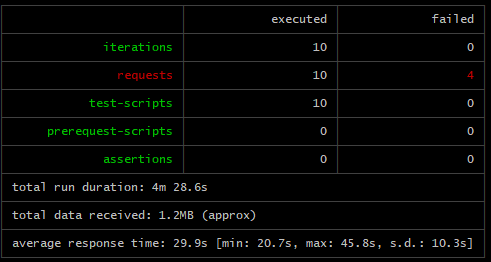 executed failed
iterations 10 0
requests 10 4
test-scripts 10 0
prerequest-scripts 0 0
assertions 0 0
total run duration: 4m 28.6s
total data received: 1.2MB (approx)
average response time: 29.9s [min: 20.7s, max: 45.8s, s.d.: 10.3s]